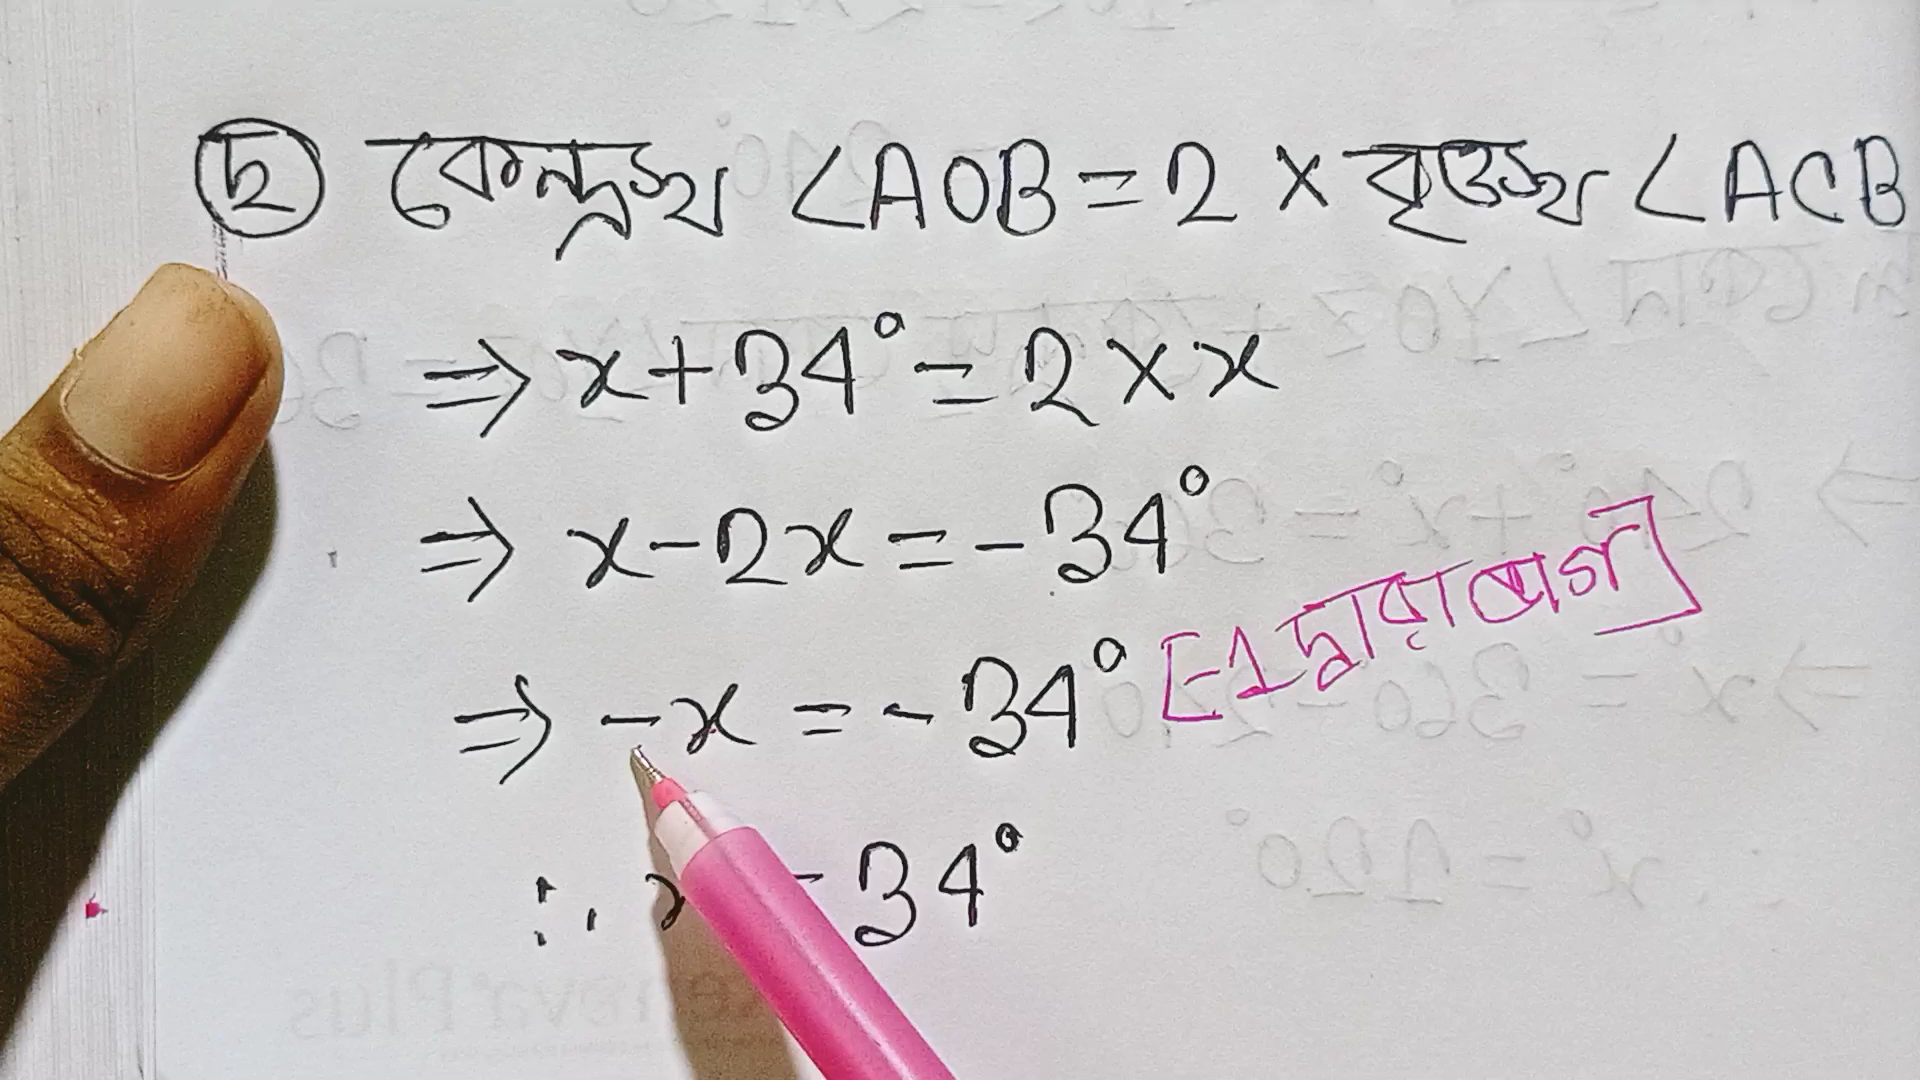 চ কেন্দ্রস্থ ∠AOB = 2 × বৃত্তস্থ ∠ACB
⇒ x + 34° = 2 × x
⇒ x - 2x = - 34°
⇒ - x = - 34° [-1 দ্বারা ভাগ]
∴ x = 34°